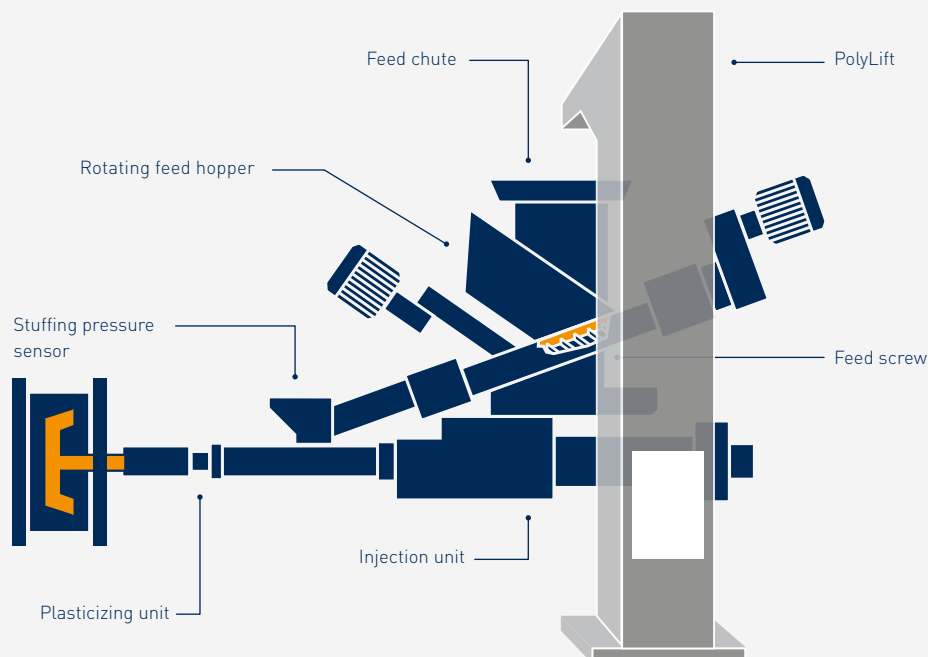 Feed chute
PolyLift
Rotating feed hopper
Stuffing pressure
sensor
Feed screw
Injection unit
Plasticizing unit